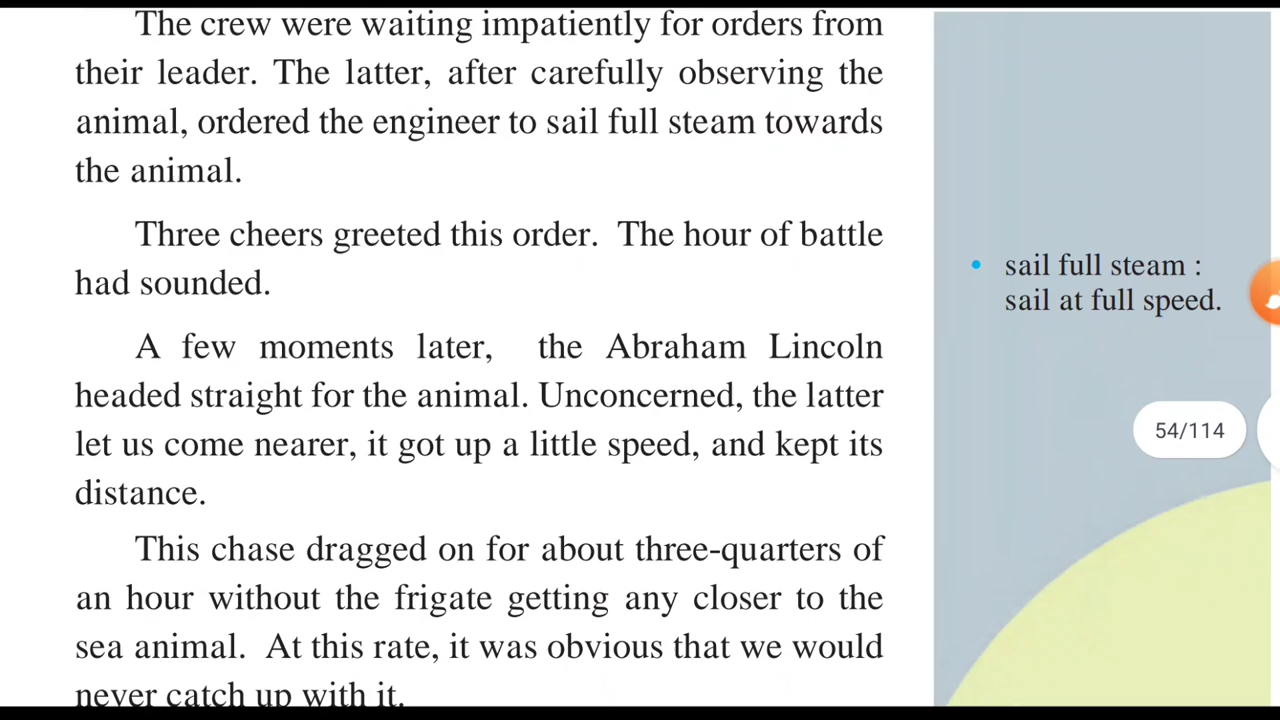 The crew were waiting impatiently for orders from
their leader. The latter, after carefully observing the
animal, ordered the engineer to sail full steam towards
the animal.
Three cheers greeted this order. The hour of battle
had sounded.
A few moments later, the Abraham Lincoln
headed straight for the animal. Unconcerned, the latter
let us come nearer, it got up a little speed, and kept its
distance.
This chase dragged on for about three-quarters of
an hour without the frigate getting any closer to the
sea animal. At this rate, it was obvious that we would
never catch up with it.
• sail full steam :
sail at full speed.
54/114